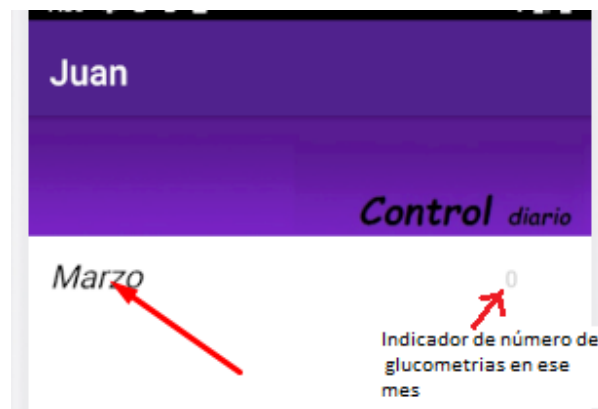 Juan
Control diario
Marzo 0
Indicador de número de
glucometrias en ese
mes